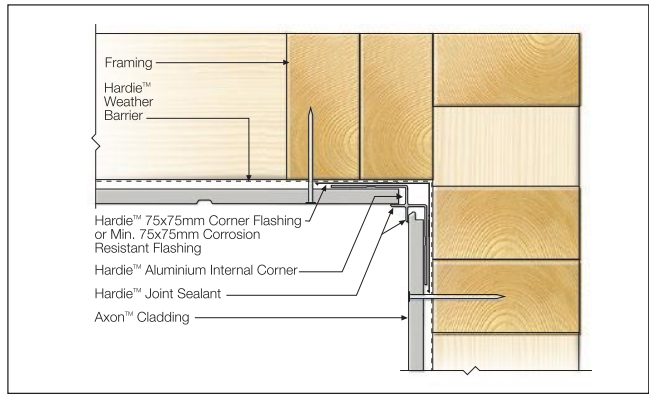 Framing
Hardie™
Weather
Barrier
Hardie™ 75x75mm Corner Flashing
or Min. 75x75mm Corrosion
Resistant Flashing
Hardie™ Aluminium Internal Corner
Hardie™ Joint Sealant
Axon™ Cladding